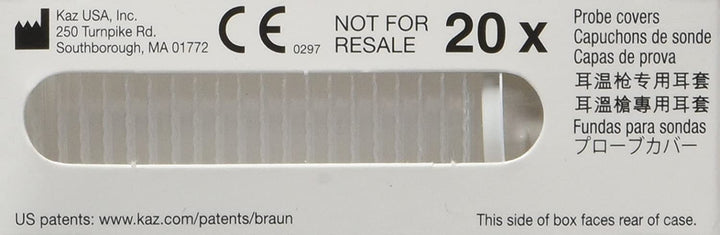 Kaz USA, Inc.
250 Turnpike Rd.
Southborough, MA 01772
CE 0297
NOT FOR
RESALE
20 x
Probe covers
Capuchons de sonde
Capas de prova
耳温枪专用耳套
耳溫槍專用耳套
Fundas para sondas
プローブカバー
US patents: www.kaz.com/patents/braun
This side of box faces rear of case.